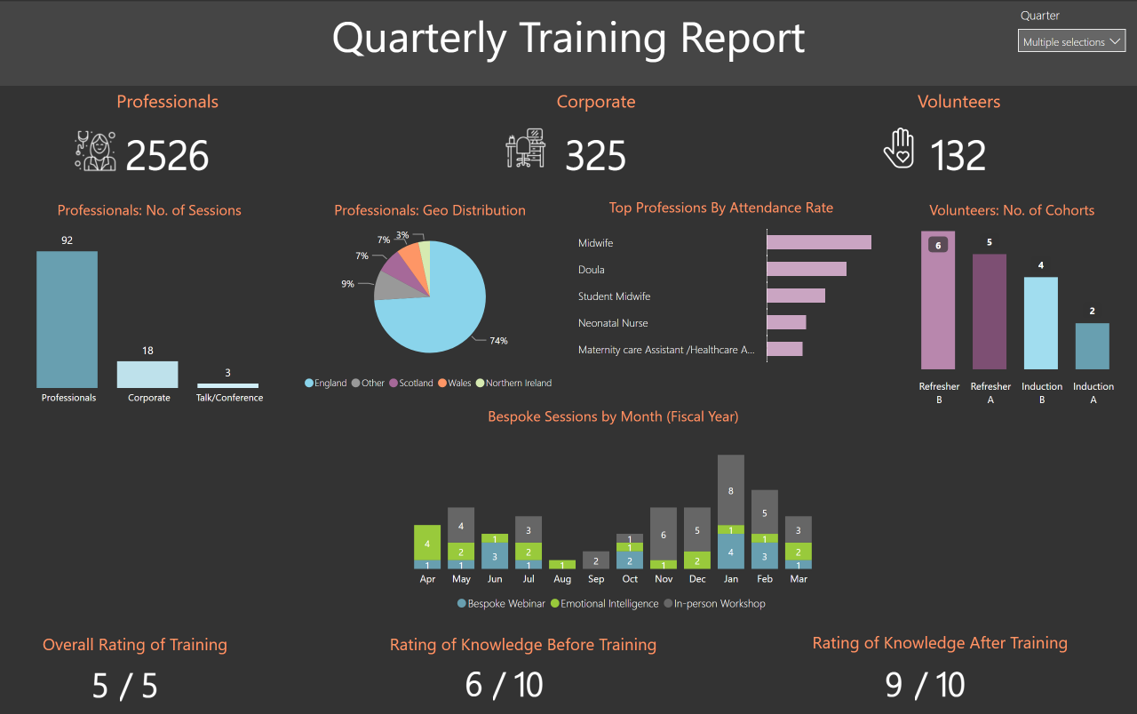 Quarterly Training Report
Quarter
Multiple selections
Professionals
Corporate
Volunteers
2526
325
132
Professionals: No. of Sessions
92
18
3
Professionals
Corporate
Talk/Conference
Professionals: Geo Distribution
3%
7%
7%
9%
74%
England Other Scotland Wales Northern Ireland
Top Professions By Attendance Rate
Midwife
Doula
Student Midwife
Neonatal Nurse
Maternity care Assistant /Healthcare A...
Volunteers: No. of Cohorts
6
5
4
2
Refresher B
Refresher A
Induction B
Induction A
Bespoke Sessions by Month (Fiscal Year)
4
1
4
2
1
1
3
3
2
1
1
2
1
1
2
6
1
5
2
8
1
4
5
1
3
3
2
1
Apr May Jun Jul Aug Sep Oct Nov Dec Jan Feb Mar
Bespoke Webinar Emotional Intelligence In-person Workshop
Overall Rating of Training
5 / 5
Rating of Knowledge Before Training
6 / 10
Rating of Knowledge After Training
9 / 10